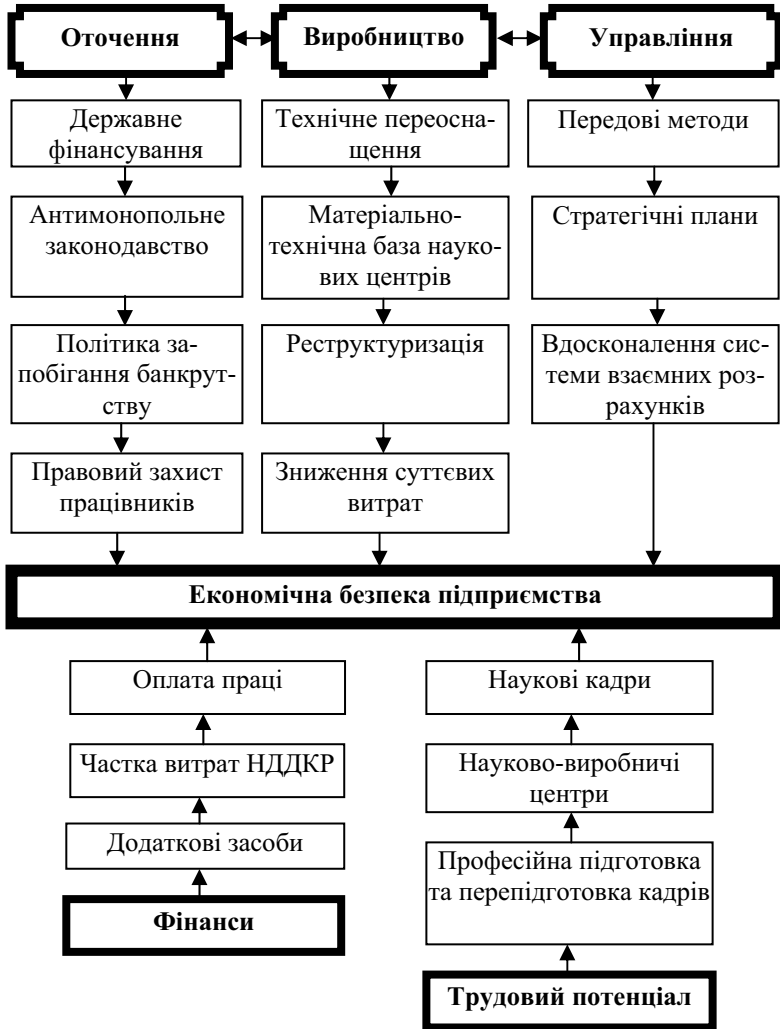 Оточення
Виробництво
Управління
Державне
фінансування
Технічне переосна-
щення
Передові методи
Антимонопольне
законодавство
Матеріально-
технічна база науко-
вих центрів
Стратегічні плани
Політика за-
побігання банкрут-
ству
Реструктуризація
Вдосконалення сис-
теми взаємних роз-
рахунків
Правовий захист
працівників
Зниження суттєвих
витрат
Економічна безпека підприємства
Оплата праці
Наукові кадри
Частка витрат НДДКР
Науково-виробничі
центри
Додаткові засоби
Професійна підготовка
та перепідготовка кадрів
Фінанси
Трудовий потенціал